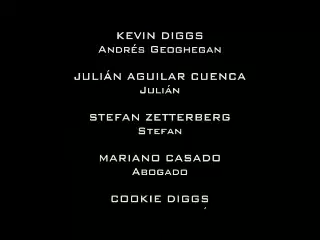 KEVIN DIGGS
ANDRÉS GEOGHEGAN
JULIÁN AGUILAR CUENCA
JULIÁN
STEFAN ZETTERBERG
STEFAN
MARIANO CASADO
ABOGADO
COOKIE DIGGS